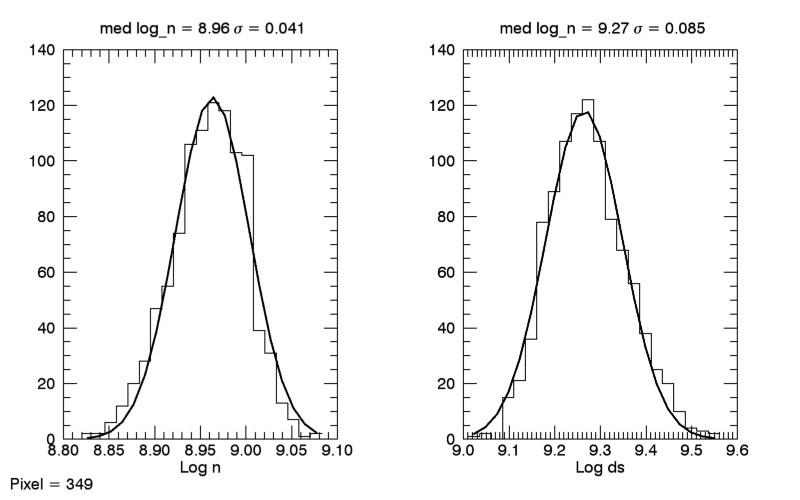 med log_n = 8.96 σ = 0.041
med log_n = 9.27 σ = 0.085
140
120
100
80
60
40
20
0
8.80 8.85 8.90 8.95 9.00 9.05 9.10
Log n
140
120
100
80
60
40
20
0
9.0 9.1 9.2 9.3 9.4 9.5 9.6
Log ds
Pixel = 349